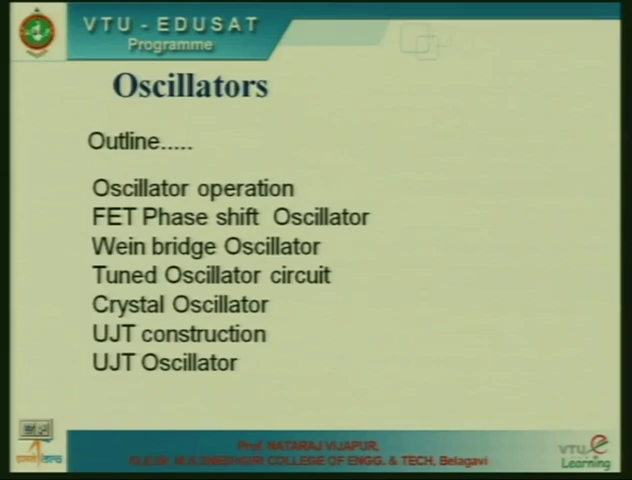 VTU - EDUSAT
Programme
Oscillators
Outline.....
Oscillator operation
FET Phase shift Oscillator
Wein bridge Oscillator
Tuned Oscillator circuit
Crystal Oscillator
UJT construction
UJT Oscillator
Prof. NATARAJ VIJAPUR,
COLLEGE OF ENGG. & TECH, Belagavi
VTU e
Learning